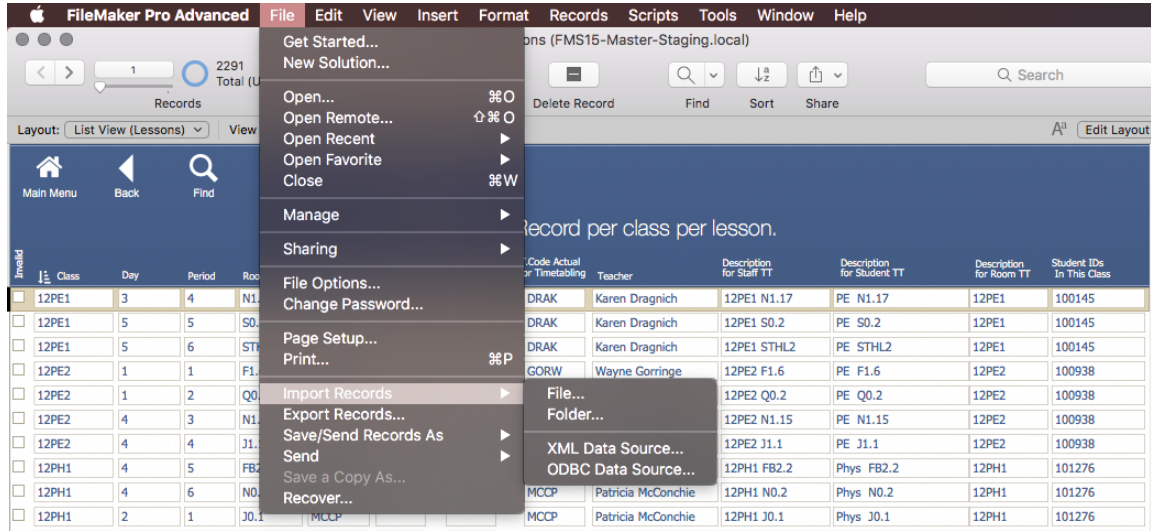 FileMaker Pro Advanced File Edit View Insert Format Records Scripts Tools Window Help
ons (FMS15-Master-Staging.local)
1 2291 Total (U
Records Delete Record Find Sort Share
Search
Layout: List View (Lessons) View Aa Edit Layout
Get Started...
New Solution...
Open... ⌘O
Open Remote... ⇧⌘O
Open Recent
Open Favorite
Close ⌘W
Manage
Sharing
File Options...
Change Password...
Page Setup...
Print... ⌘P
Import Records
Export Records...
Save/Send Records As
Send
Save a Copy As...
Recover...
File...
Folder...
XML Data Source...
ODBC Data Source...
Main Menu Back Find
Record per class per lesson.
Invalid Class Day Period Roo Code Actual or Timetabling Teacher Description for Staff TT Description for Student TT Description for Room TT Student IDs In This Class
12PE1 3 4 N1. DRAK Karen Dragnich 12PE1 N1.17 PE N1.17 12PE1 100145
12PE1 5 5 S0. DRAK Karen Dragnich 12PE1 S0.2 PE S0.2 12PE1 100145
12PE1 5 6 STH DRAK Karen Dragnich 12PE1 STHL2 PE STHL2 12PE1 100145
12PE2 1 1 F1. GORW Wayne Gorringe 12PE2 F1.6 PE F1.6 12PE2 100938
12PE2 1 2 Q0. 12PE2 Q0.2 PE Q0.2 12PE2 100938
12PE2 4 3 N1. 12PE2 N1.15 PE N1.15 12PE2 100938
12PE2 4 4 J1. 12PE2 J1.1 PE J1.1 12PE2 100938
12PH1 4 5 FB2 12PH1 FB2.2 Phys FB2.2 12PH1 101276
12PH1 4 6 N0. MCCP Patricia McConchie 12PH1 N0.2 Phys N0.2 12PH1 101276
12PH1 2 1 J0.1 MCCP MCCP Patricia McConchie 12PH1 J0.1 Phys J0.1 12PH1 101276